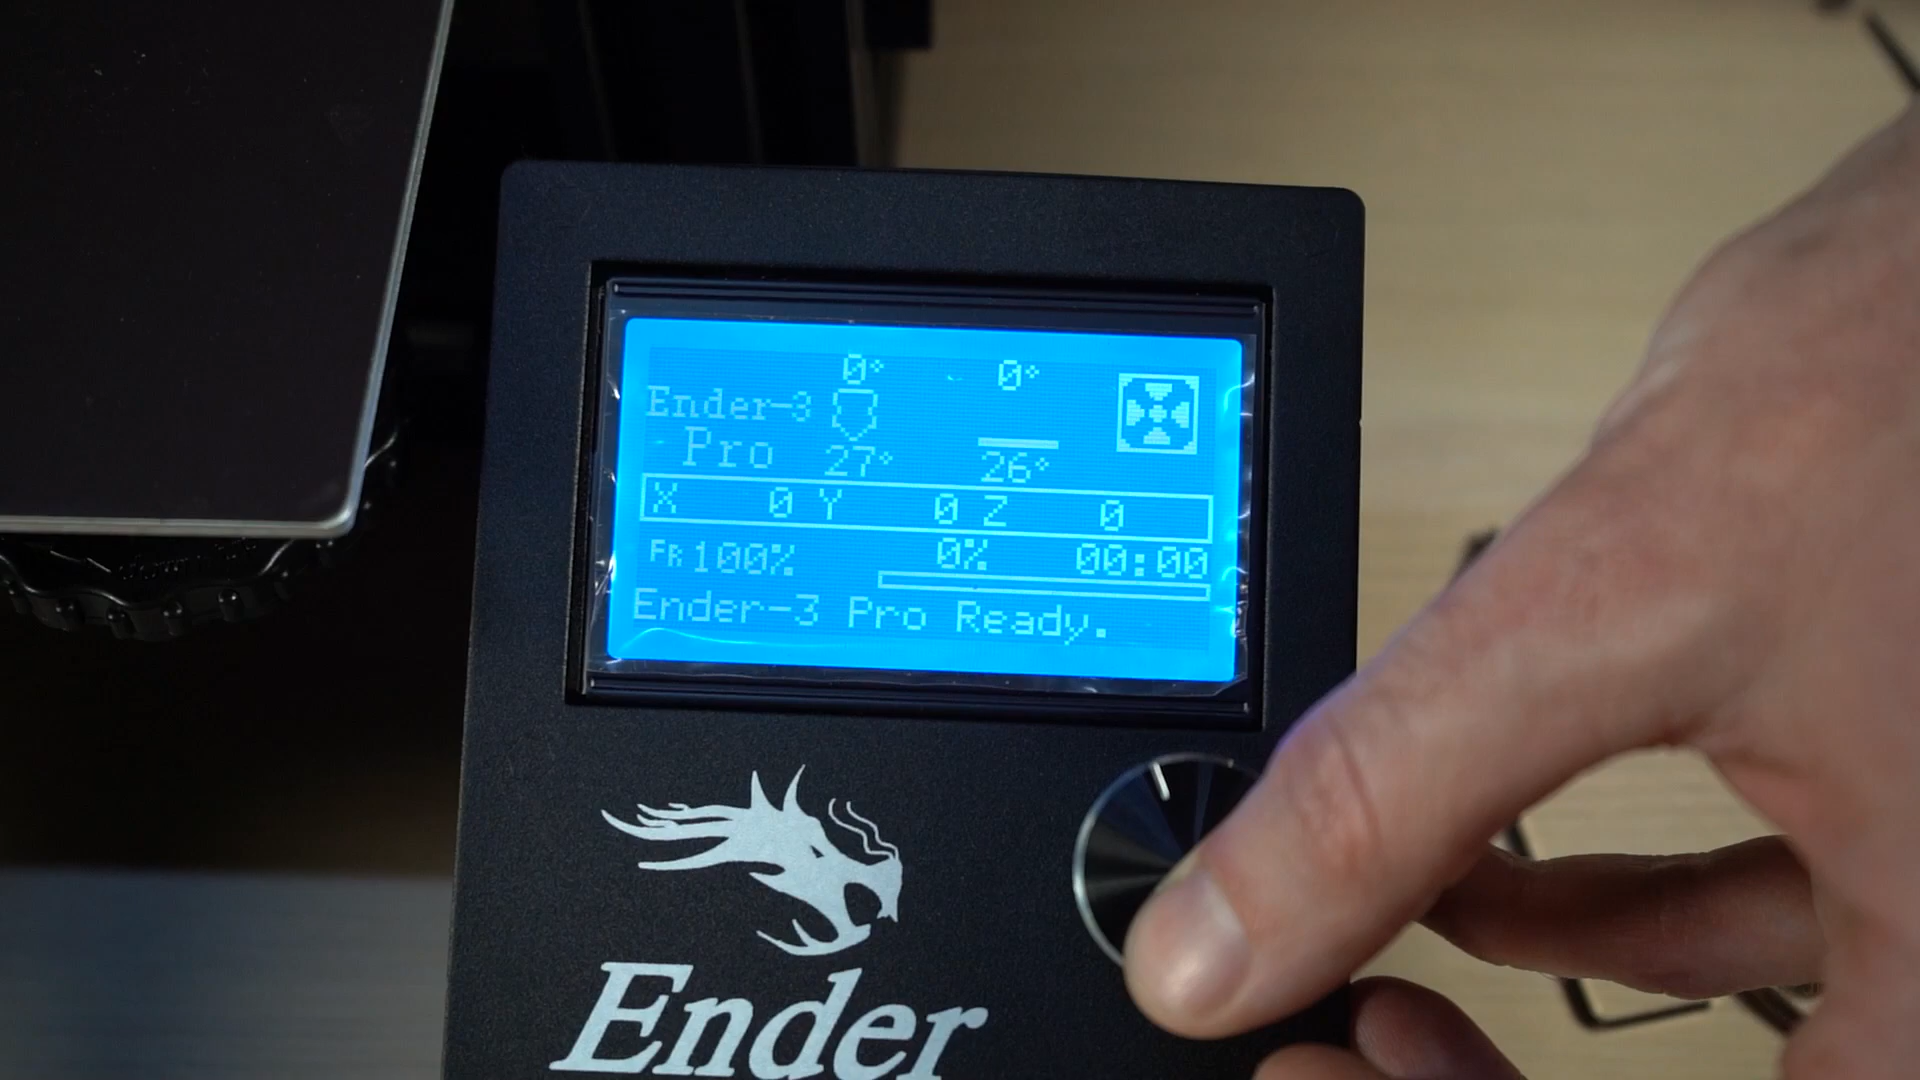 0° 0°
Ender-3
Pro 27° 26°
X 0 Y 0 Z 0
FR 100% 0% 00:00
Ender-3 Pro Ready.
Ender